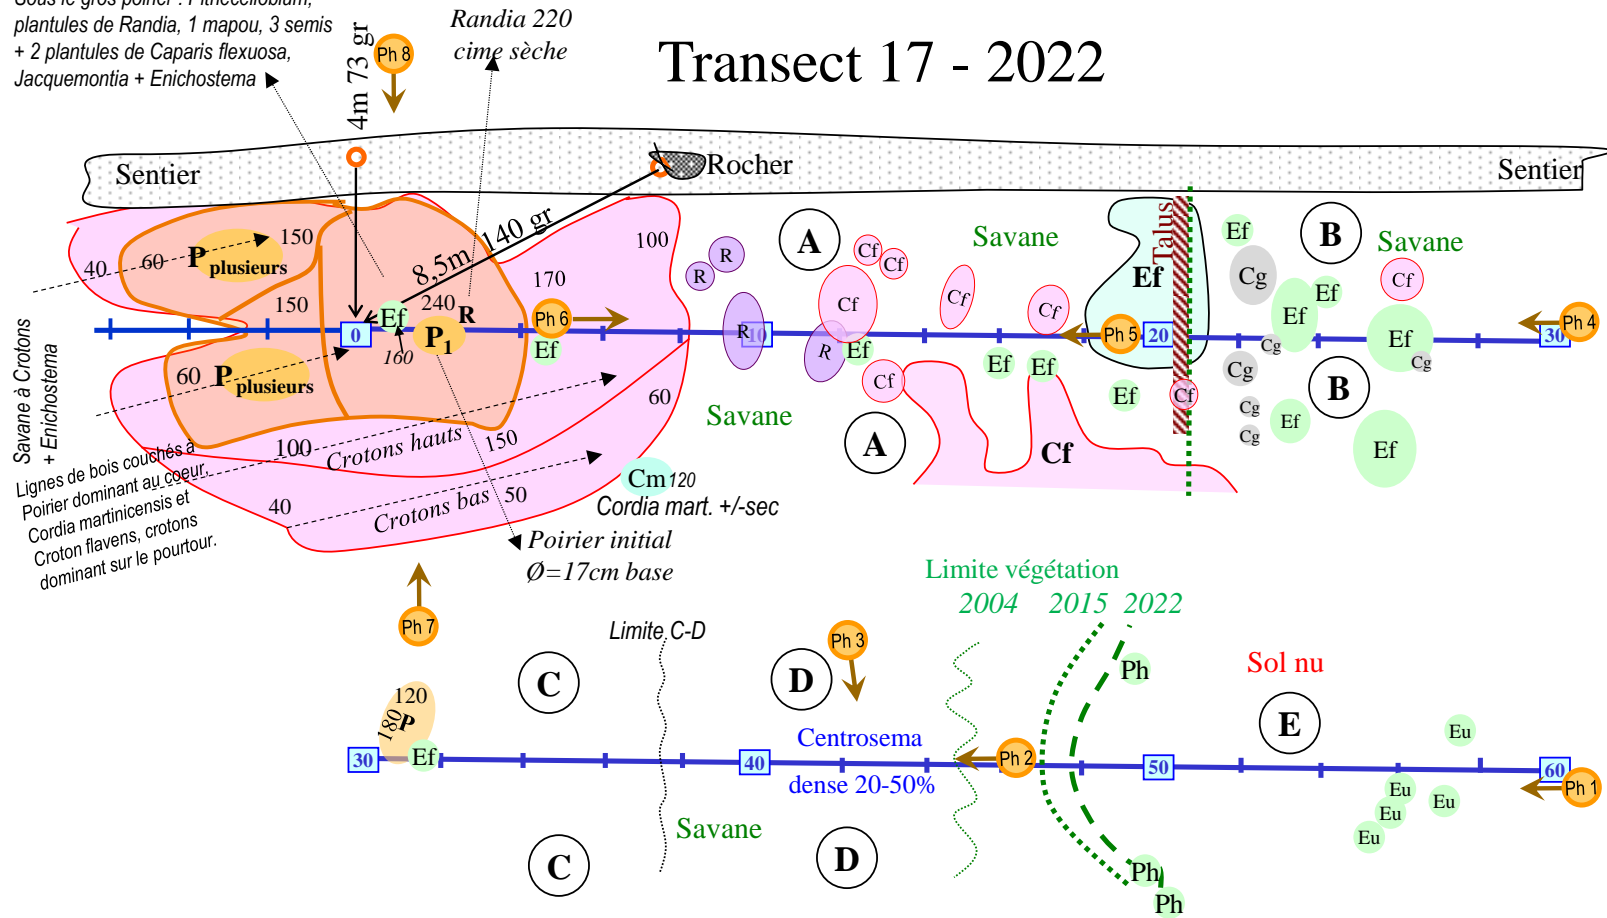 Sous le gros poirier : Pithecellobium,
plantules de Randia, 1 mapou, 3 semis
+ 2 plantules de Caparis flexuosa,
Jacquemontia + Enichostema
4m 73 gr
Ph 8
Randia 220
cime sèche
Transect 17 - 2022
Sentier
Rocher
Sentier
40
60
P plusieurs
150
150
8,5m 140 gr
100
170
R
R
A
Cf
Cf
Savane
Talus
Ef
Ef
B
Savane
Cg
Cf
Cf
Cf
Cf
Ef
Ef
0
Ef
240
R
P1
160
Ph 6
Ef
R
10
R
Ef
Ph 5
20
Cg
Ef
Cg
Ph 4
30
Savane à Crotons
+ Enichostema
60
P plusieurs
Cf
Ef
Ef
Ef
Cf
Cg
B
60
Savane
Cg
Cg
Ef
Ef
A
Cf
100
Crotons hauts
150
Lignes de bois couchés à
Poirier dominant au coeur,
Cordia martinicensis et
Croton flavens, crotons
dominant sur le pourtour.
40
Crotons bas
50
Cm 120
Cordia mart. +/-sec
Poirier initial
Ø=17cm base
Limite végétation
2004 2015 2022
Ph 7
Limite C-D
Ph 3
C
D
Ph
Sol nu
120
180
P
Ef
E
Eu
30
40
Centrosema
dense 20-50%
Ph 2
50
60
Ph 1
Eu
Eu
Eu
Eu
Savane
C
D
Ph
Ph